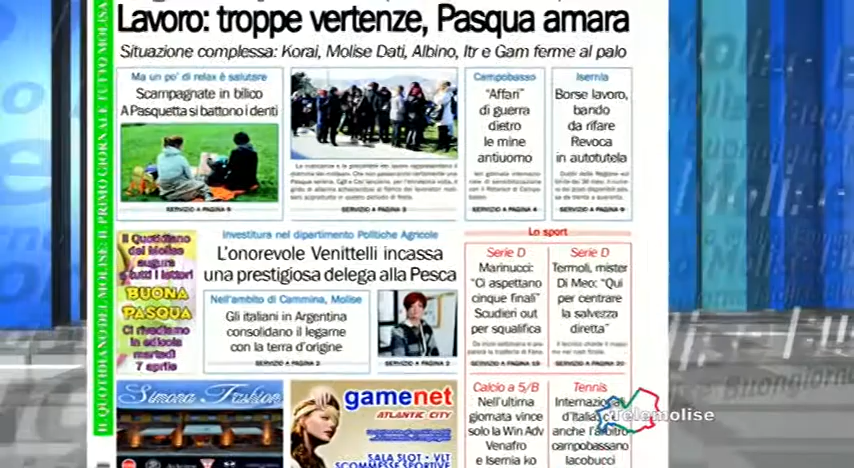 Lavoro: troppe vertenze, Pasqua amara
Situazione complessa: Korai, Molise Dati, Albino, Itr e Gam ferme al palo
IL QUOTIDIANO DEL MOLISE: IL PRIMO GIORNALE TUTTO MOLISANO
Ma un po' di relax è salutare
Scampagnate in bilico
A Pasquetta si battono i denti
SERVIZIO A PAGINA
SERVIZIO A PAGINA 3
Campobasso
"Affari"
di guerra
dietro
le mine
antiuomo
SERVIZIO A PAGINA 4
Isernia
Borse lavoro,
bando
da rifare
Revoca
in autotutela
SERVIZIO A PAGINA 9
Il Quotidiano
del Molise
augura
a tutti i lettori
BUONA
PASQUA
Ci rivediamo
in edicola
martedì
7 aprile
Investitura nel dipartimento Politiche Agricole
L'onorevole Venittelli incassa
una prestigiosa delega alla Pesca
Nell'ambito di Cammina, Molise
Gli italiani in Argentina
consolidano il legame
con la terra d'origine
SERVIZIO A PAGINA 2
SERVIZIO A PAGINA 2
Lo sport
Serie D
Marinucci:
"Ci aspettano
cinque finali"
Scudieri out
per squalifica
SERVIZIO A PAGINA 19
Serie D
Termoli, mister
Di Meo: "Qui
per centrare
la salvezza
diretta"
SERVIZIO A PAGINA 20
Calcio a 5/B
Nell'ultima
giornata vince
solo la Win Adv
Venafro
e Isernia ko
Tennis
Internazionali
d'Italia,
anche l'arbitro
campobassano
Iacobucci
Simona Fashion
gamenet
ATLANTIC CITY
SALA SLOT - VLT
SCOMMESSE SPORTIVE
Telemolise